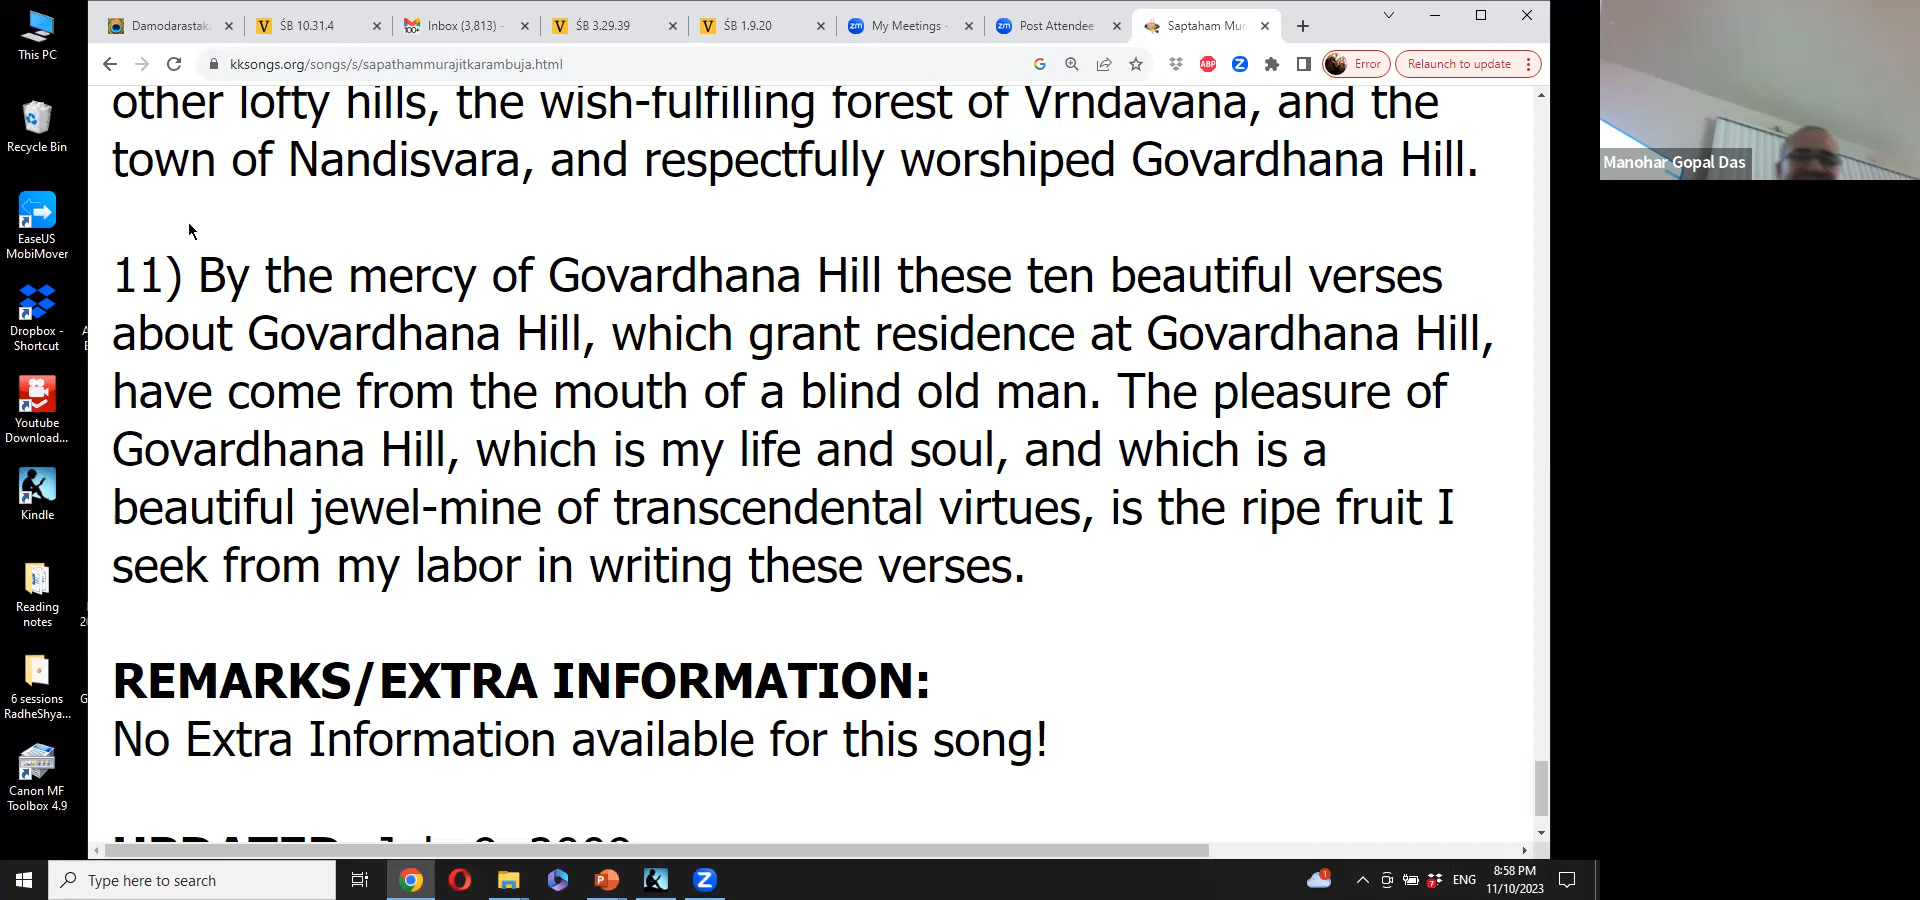 Damodarastak
ŚB 10.31.4
Inbox (3,813) -
ŚB 3.29.39
ŚB 1.9.20
My Meetings -
Post Attendee
Saptaham Mur
kksongs.org/songs/s/sapathammurajitkarambuja.html
Error
Relaunch to update
other lofty hills, the wish-fulfilling forest of Vrndavana, and the
town of Nandisvara, and respectfully worshiped Govardhana Hill.
11) By the mercy of Govardhana Hill these ten beautiful verses
about Govardhana Hill, which grant residence at Govardhana Hill,
have come from the mouth of a blind old man. The pleasure of
Govardhana Hill, which is my life and soul, and which is a
beautiful jewel-mine of transcendental virtues, is the ripe fruit I
seek from my labor in writing these verses.
REMARKS/EXTRA INFORMATION:
No Extra Information available for this song!
This PC
Recycle Bin
EaseUS
MobiMover
Dropbox -
Shortcut
Youtube
Download...
Kindle
Reading
notes
6 sessions
RadheShya...
Canon MF
Toolbox 4.9
Manohar Gopal Das
Type here to search
ENG
8:58 PM
11/10/2023